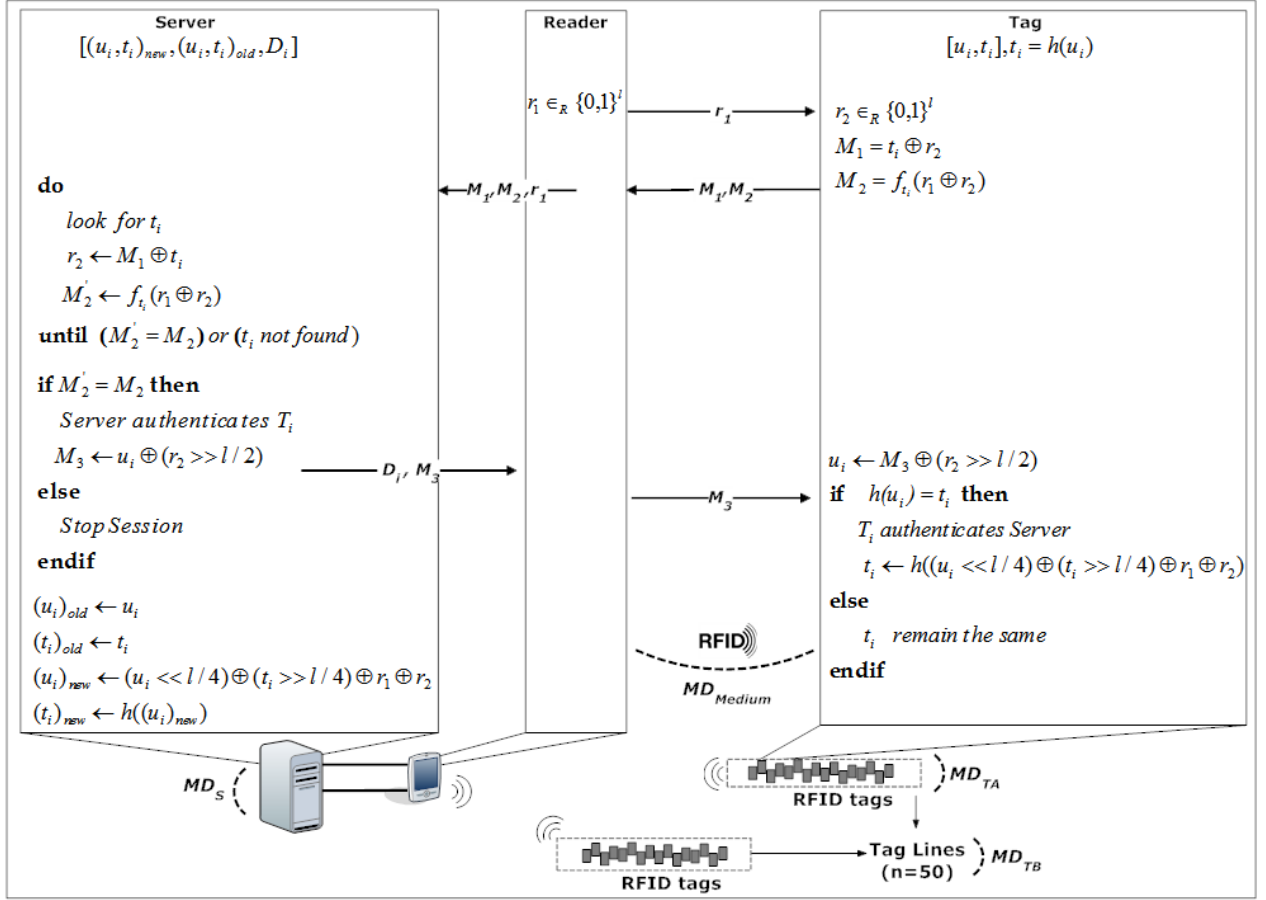 Server
[(u_i,t_i)_new,(u_i,t_i)_old,D_i]
do
look for t_i
r_2 ← M_1 ⊕ t_i
M_2' ← f_{t_i}(r_1 ⊕ r_2)
until (M_2' = M_2) or (t_i not found)
if M_2' = M_2 then
Server authenticates T_i
M_3 ← u_i ⊕ (r_2 >> l / 2)
else
Stop Session
endif
(u_i)_old ← u_i
(t_i)_old ← t_i
(u_i)_new ← (u_i << l / 4) ⊕ (t_i >> l / 4) ⊕ r_1 ⊕ r_2
(t_i)_new ← h((u_i)_new)
M_1, M_2, r_1
D_i, M_3
Reader
r_1 ∈_R {0,1}^l
r_1
M_1, M_2
M_3
RFID
MD_Medium
Tag
[u_i,t_i], t_i = h(u_i)
r_2 ∈_R {0,1}^l
M_1 = t_i ⊕ r_2
M_2 = f_{t_i}(r_1 ⊕ r_2)
u_i ← M_3 ⊕ (r_2 >> l / 2)
if h(u_i) = t_i then
T_i authenticates Server
t_i ← h((u_i << l / 4) ⊕ (t_i >> l / 4) ⊕ r_1 ⊕ r_2)
else
t_i remain the same
endif
MD_S
MD_TA
RFID tags
Tag Lines
(n=50)
MD_TB
RFID tags